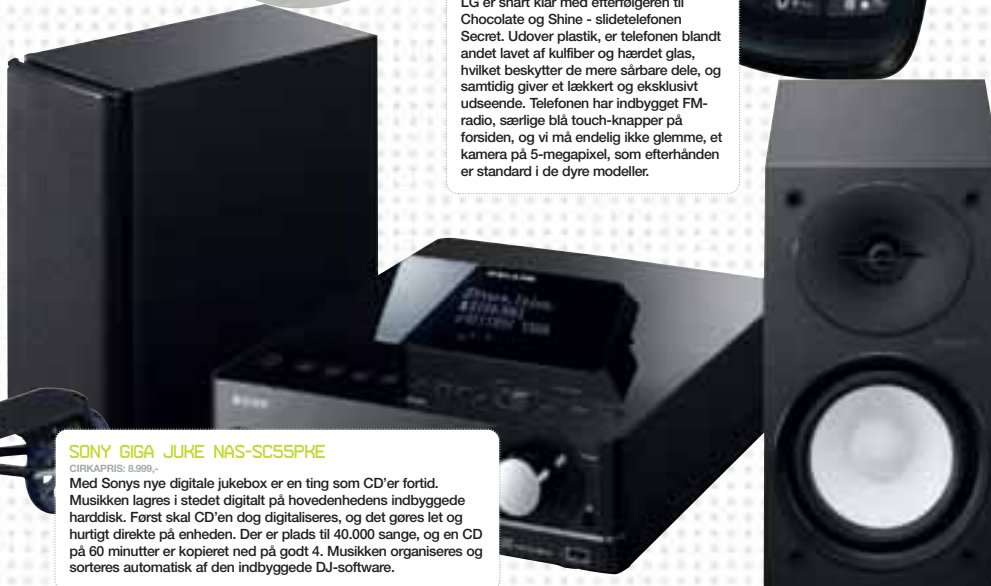 LG er snart klar med efterfølgeren til
Chocolate og Shine - slidetelefonen
Secret. Udover plastik, er telefonen blandt
andet lavet af kulfiber og hærdet glas,
hvilket beskytter de mere sårbare dele, og
samtidig giver et lækkert og eksklusivt
udseende. Telefonen har indbygget FM-
radio, særlige blå touch-knapper på
forsiden, og vi må endelig ikke glemme, et
kamera på 5-megapixel, som efterhånden
er standard i de dyre modeller.
SONY GIGA JUKE NAS-SC55PKE
CIRKAPRIS: 8.999,-
Med Sonys nye digitale jukebox er en ting som CD'er fortid.
Musikken lagres i stedet digitalt på hovedenhedens indbyggede
harddisk. Først skal CD'en dog digitaliseres, og det gøres let og
hurtigt direkte på enheden. Der er plads til 40.000 sange, og en CD
på 60 minutter er kopieret ned på godt 4. Musikken organiseres og
sorteres automatisk af den indbyggede DJ-software.